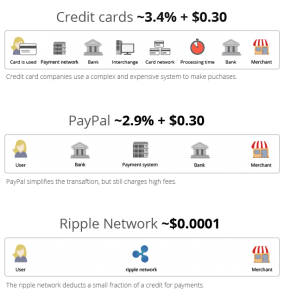 Credit cards ~3.4% + $0.30
Card is used Payment network Bank Interchange Card network Processing time Bank Merchant
Credit card companies use a complex and expensive system to make puchases.
PayPal ~2.9% + $0.30
User Bank Payment system Bank Merchant
PayPal simplifies the transaftion, but still charges high fees.
Ripple Network ~$0.0001
User ripple network Merchant
The ripple network deducts a small fraction of a credit for payments.